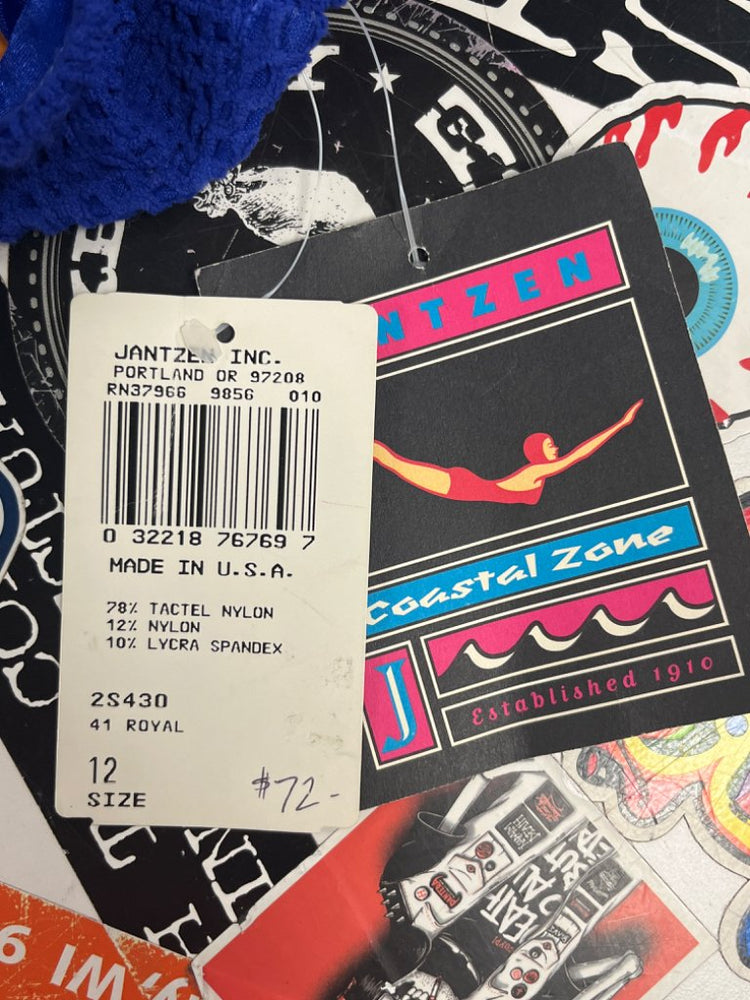 JANTZEN INC.
PORTLAND OR 97208
RN37966 9856 010
0 32218 76769 7
MADE IN U.S.A.
78% TACTEL NYLON
12% NYLON
10% LYCRA SPANDEX
2S430
41 ROYAL
12
SIZE
$72-
NTZEN
Coastal Zone
J
Established 1910
EAT